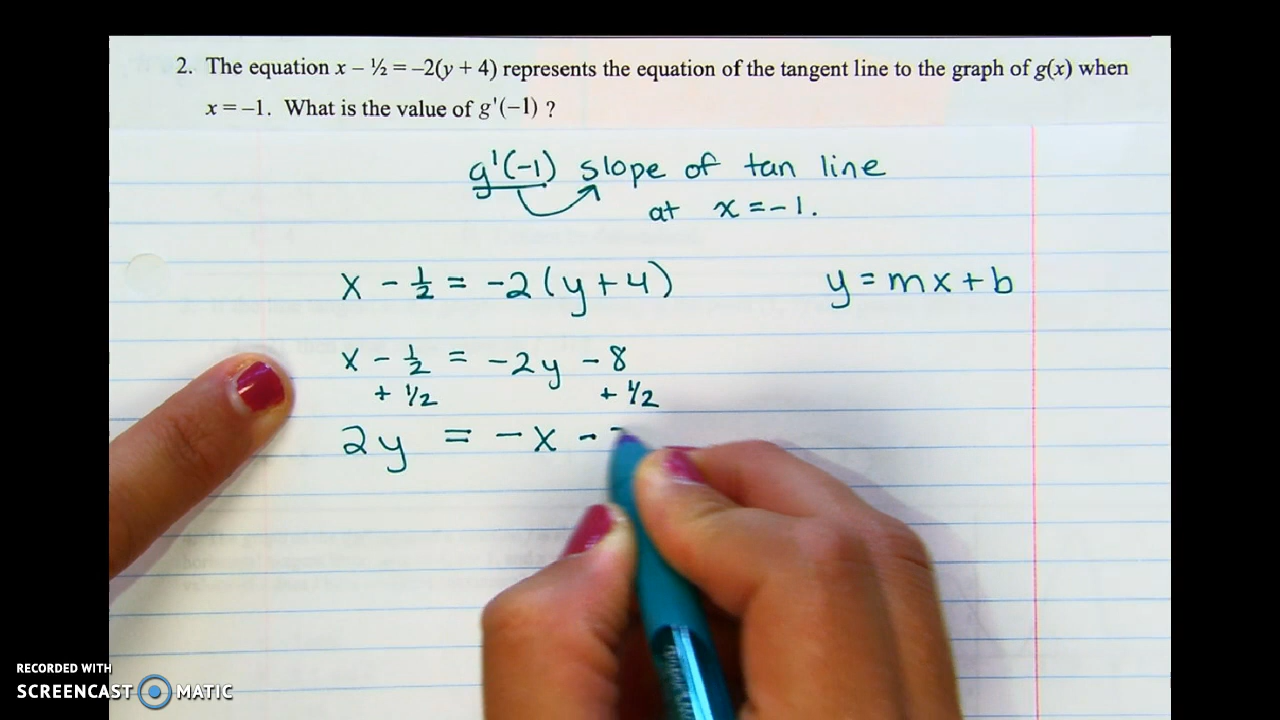 2. The equation x – ½ = –2(y + 4) represents the equation of the tangent line to the graph of g(x) when
x = –1. What is the value of g'(–1) ?
g'(-1) slope of tan line
at x = -1.
x - 1/2 = -2(y+4)
y = mx + b
x - 1/2 = -2y - 8
+ 1/2 + 1/2
2y = -x -
RECORDED WITH
SCREENCAST MATIC